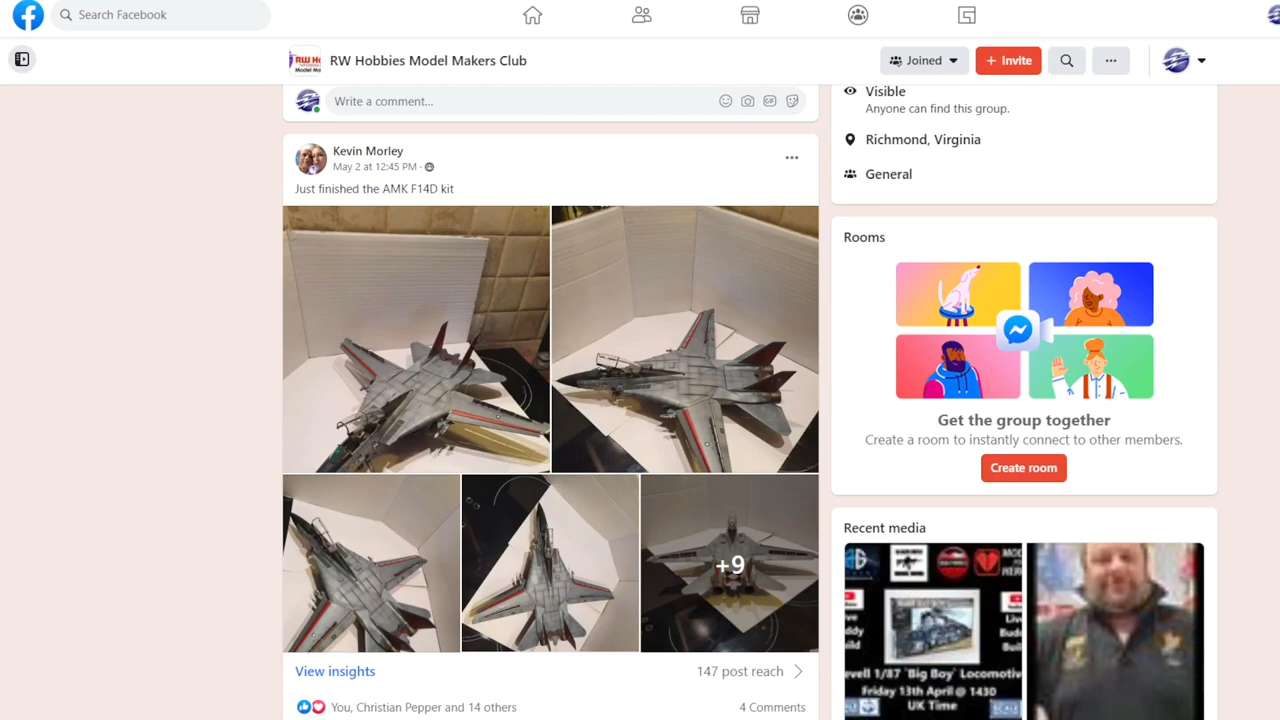 Search Facebook
RW Hobbies Model Makers Club
Joined
+ Invite
Write a comment...
Visible
Anyone can find this group.
Richmond, Virginia
General
Kevin Morley
May 2 at 12:45 PM ·
Just finished the AMK F14D kit
+9
View insights
147 post reach
You, Christian Pepper and 14 others
4 Comments
Rooms
Get the group together
Create a room to instantly connect to other members.
Create room
Recent media
evell 1/87 'Big Boy' Locomotiv
Friday 13th April @ 1430
UK Time